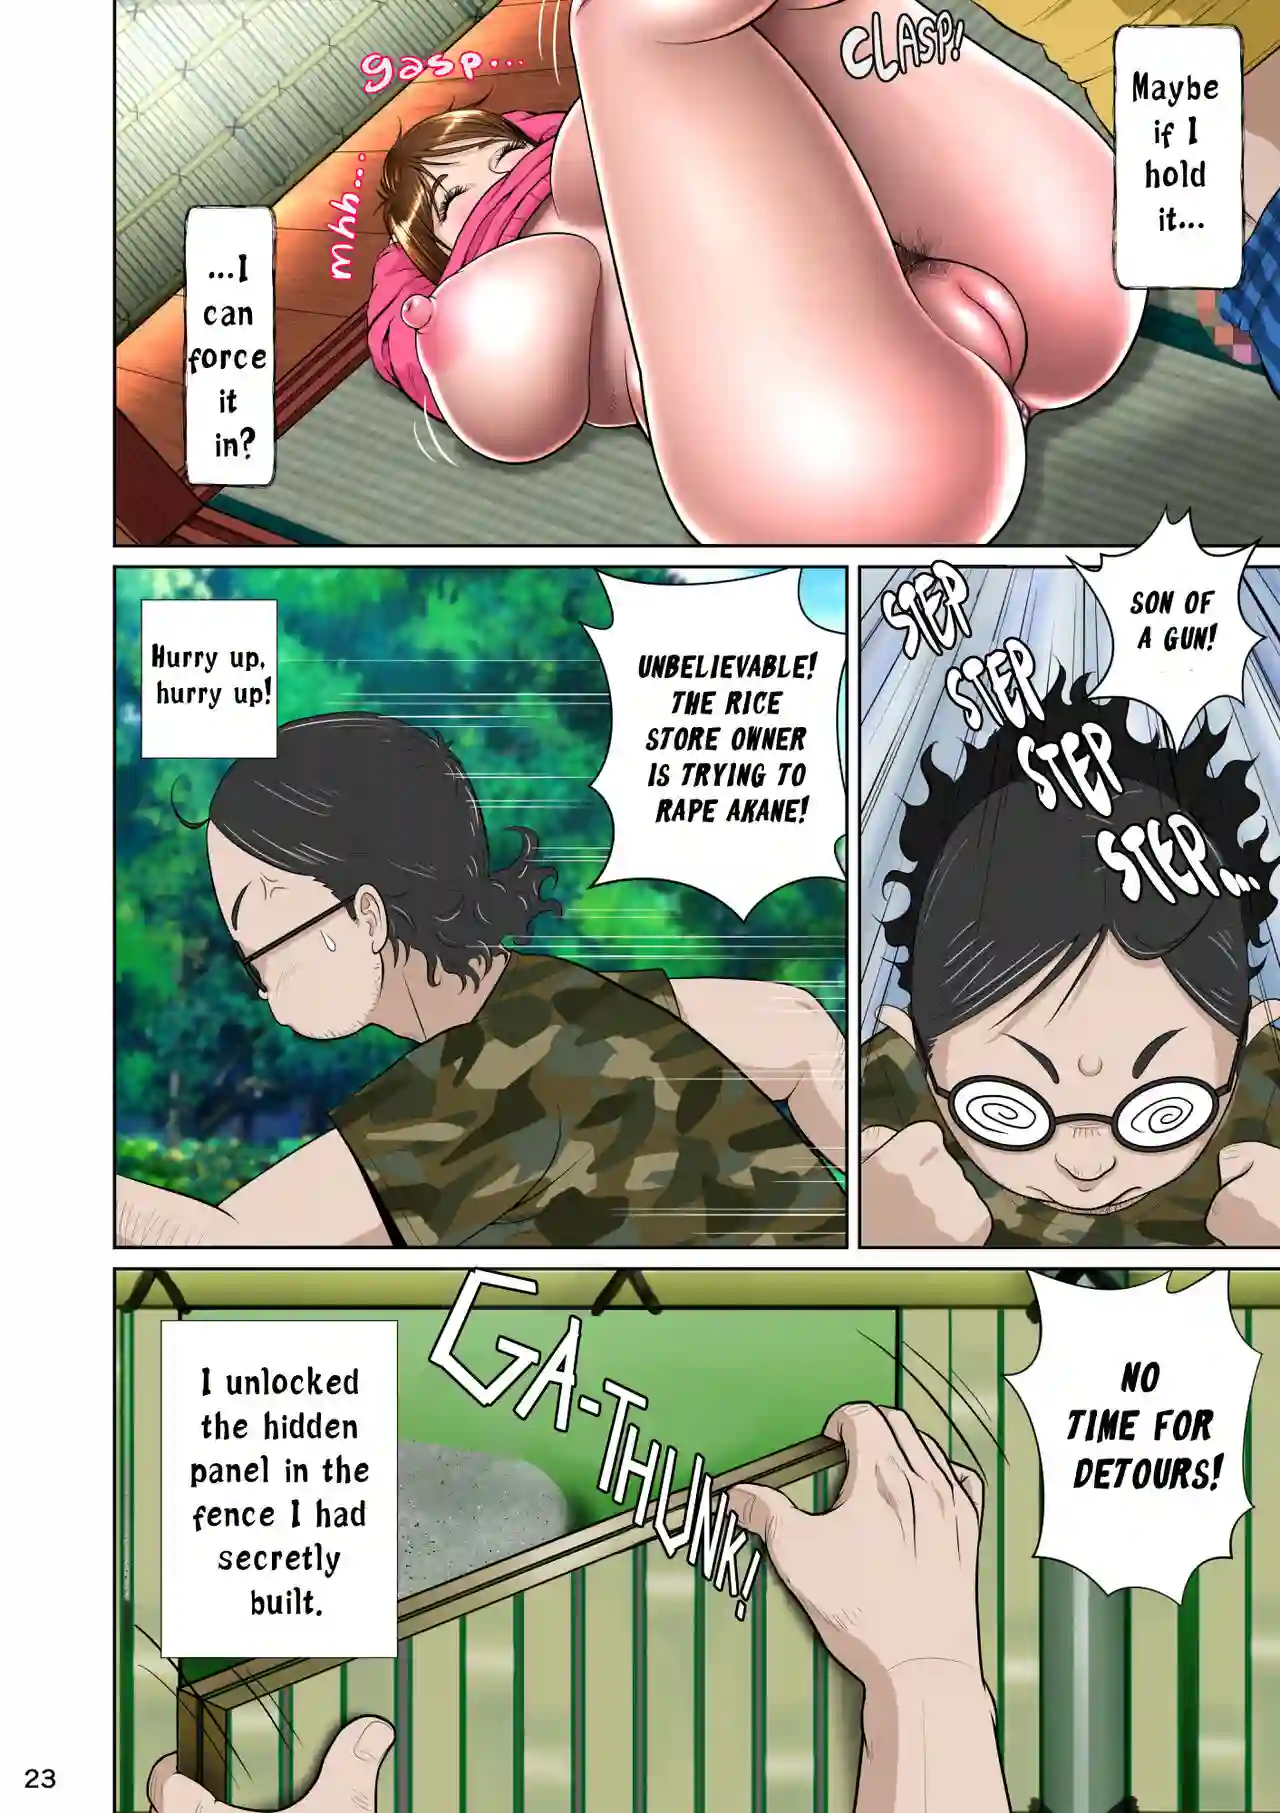 CLASP!
Maybe
if I
hold
it...
gasp...
mhh...
...I
can
force
it
in?
SON OF
A GUN!
STEP
STEP
STEP
STEP
STEP
STEP...
UNBELIEVABLE!
THE RICE
STORE OWNER
IS TRYING TO
RAPE AKANE!
Hurry up,
hurry up!
NO
TIME FOR
DETOURS!
GA-THUNK!
I unlocked
the hidden
panel in the
fence I had
secretly
built.
23